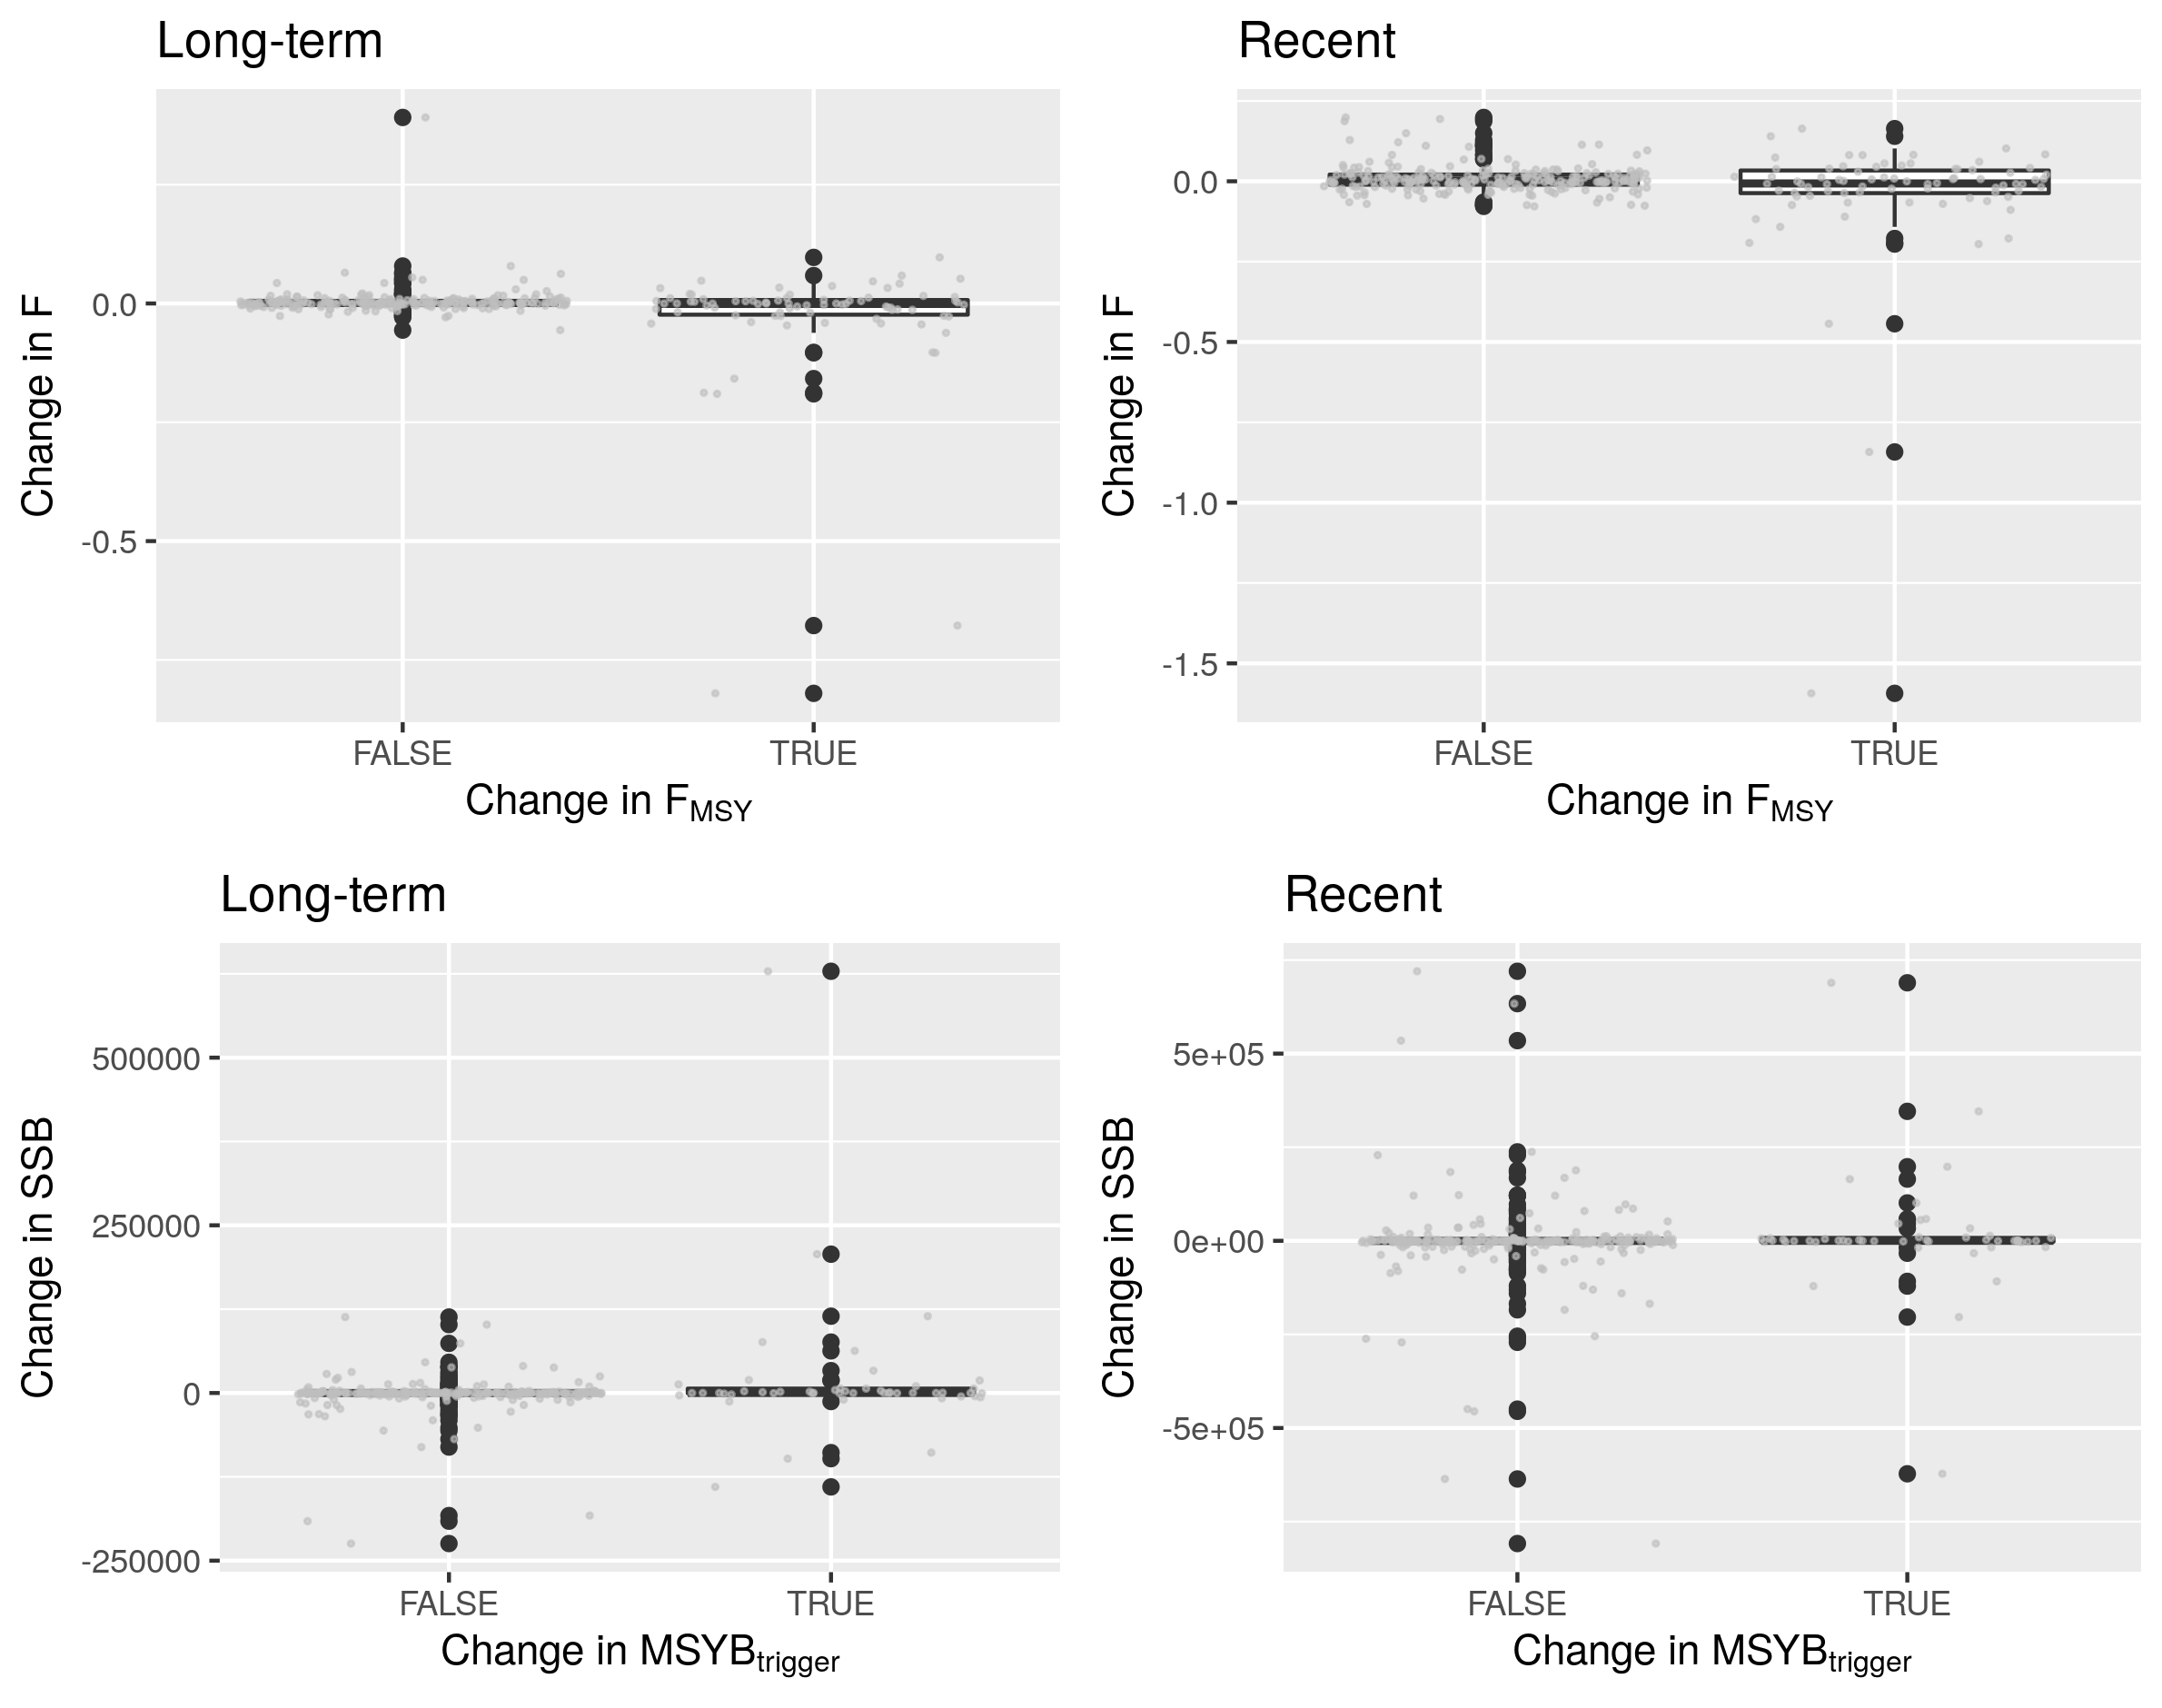 Long-term
0.0
-0.5
Change in F
FALSE TRUE
Change in FMSY
Recent
0.0
-0.5
-1.0
-1.5
Change in F
FALSE TRUE
Change in FMSY
Long-term
500000
250000
0
-250000
Change in SSB
FALSE TRUE
Change in MSYBtrigger
Recent
5e+05
0e+00
-5e+05
Change in SSB
FALSE TRUE
Change in MSYBtrigger